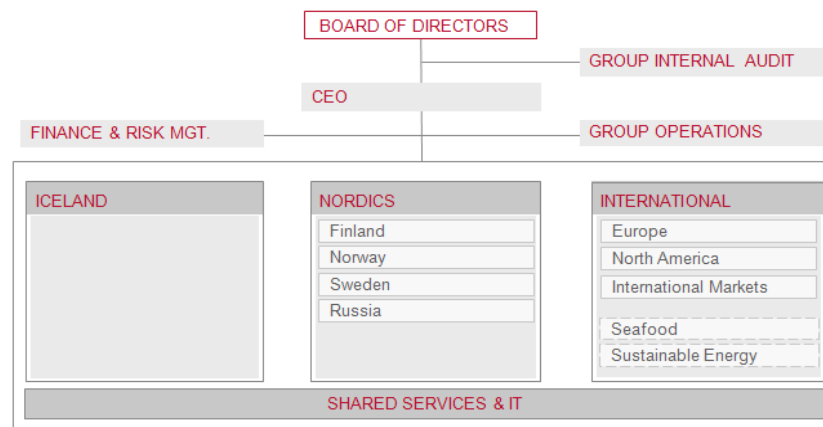 BOARD OF DIRECTORS
GROUP INTERNAL AUDIT
CEO
FINANCE & RISK MGT.
GROUP OPERATIONS
ICELAND
NORDICS
Finland
Norway
Sweden
Russia
INTERNATIONAL
Europe
North America
International Markets
Seafood
Sustainable Energy
SHARED SERVICES & IT